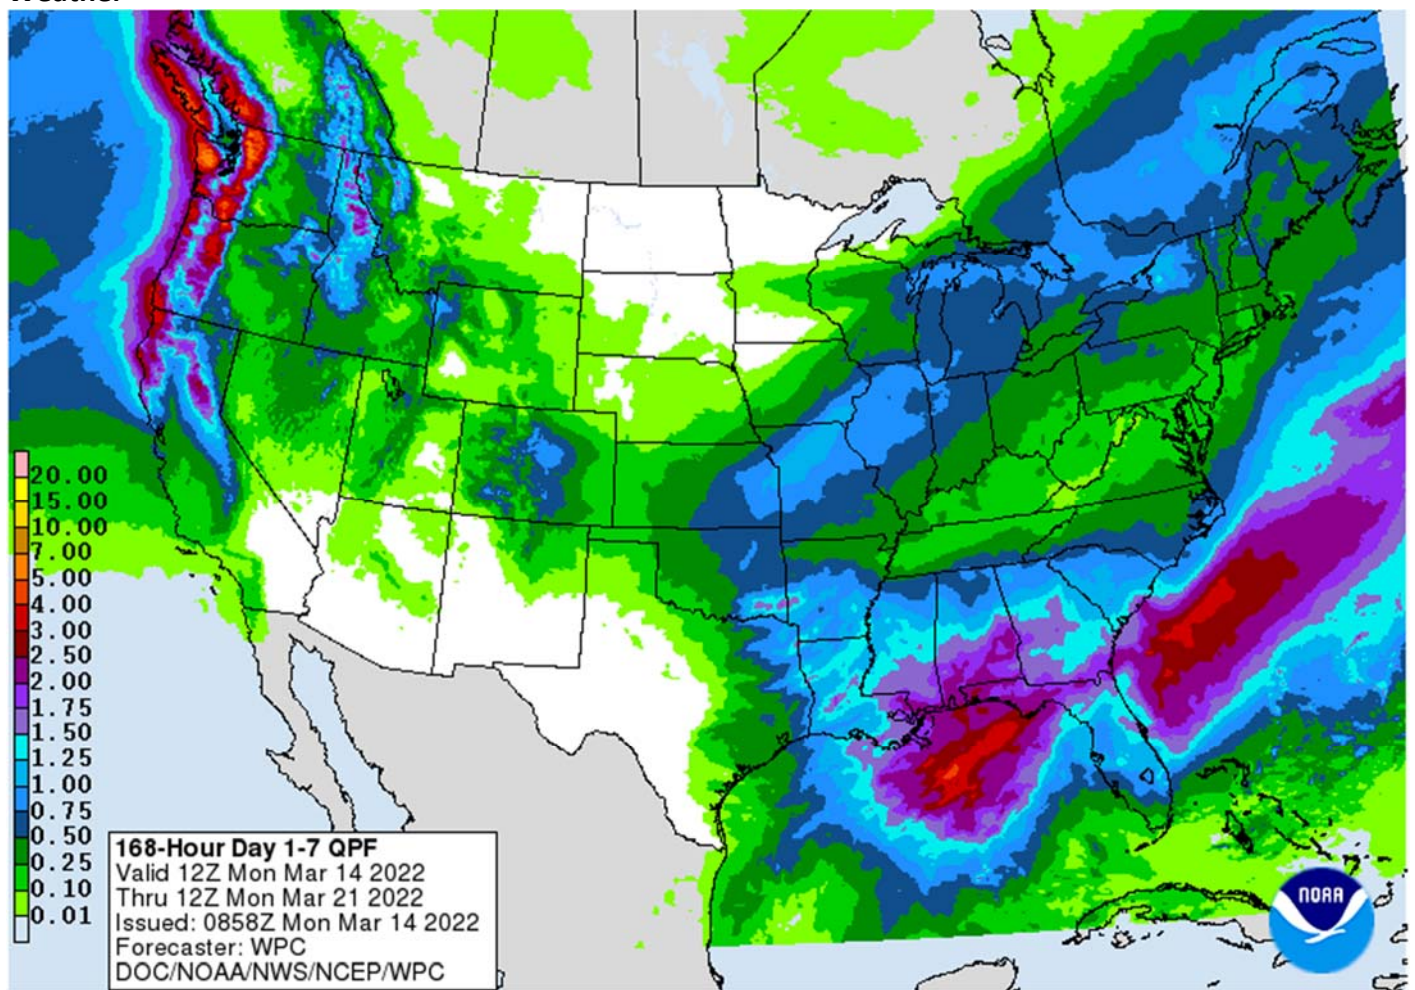 20.00
15.00
10.00
7.00
5.00
4.00
3.00
2.50
2.00
1.75
1.50
1.25
1.00
0.75
0.50
0.25
0.10
0.01
168-Hour Day 1-7 QPF
Valid 12Z Mon Mar 14 2022
Thru 12Z Mon Mar 21 2022
Issued: 0858Z Mon Mar 14 2022
Forecaster: WPC
DOC/NOAA/NWS/NCEP/WPC
NOAA